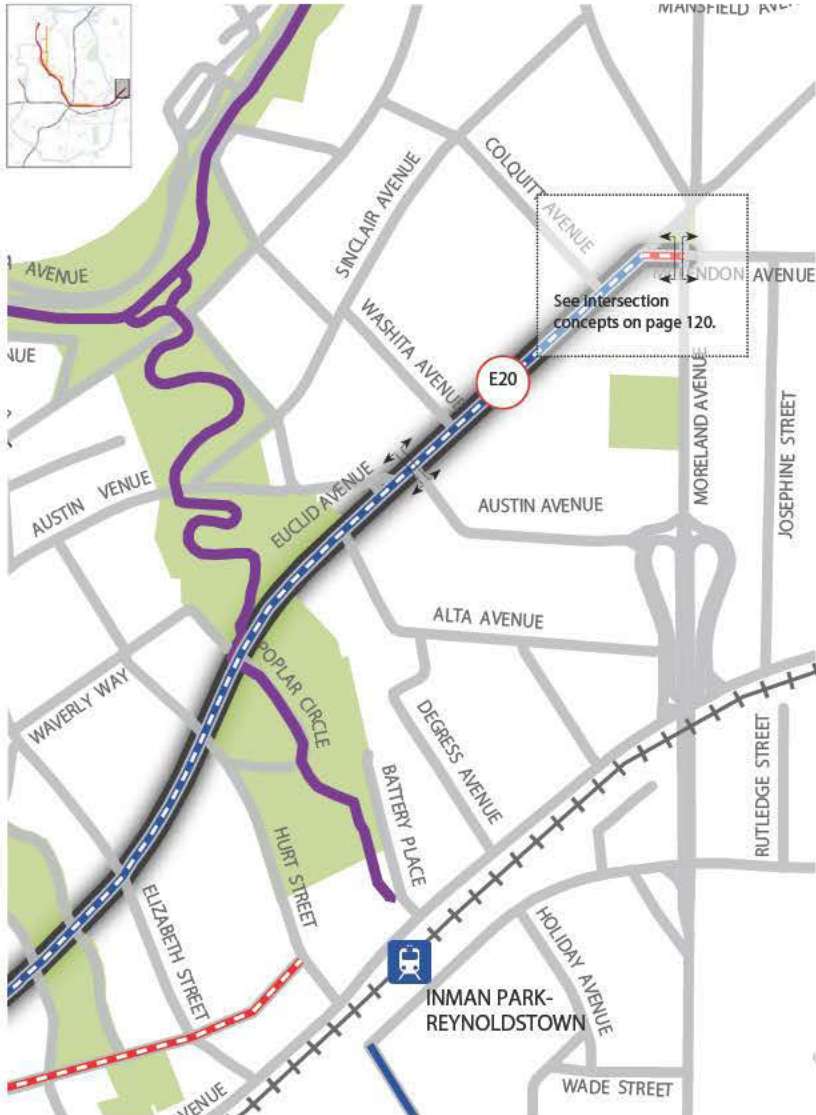 MANSFIELD AVE
COLQUITT AVENUE
SINCLAIR AVENUE
AVENUE
NDON AVENUE
See intersection
concepts on page 120.
WASHITA AVENUE
NUE
E20
MORELAND AVENUE
JOSEPHINE STREET
EUCLID AVENUE
AUSTIN VENUE
AUSTIN AVENUE
ALTA AVENUE
POPLAR CIRCLE
WAVERLY WAY
DEGRESS AVENUE
BATTERY PLACE
RUTLEDGE STREET
HURT STREET
ELIZABETH STREET
HOLIDAY AVENUE
INMAN PARK-
REYNOLDSTOWN
WADE STREET
VENUE